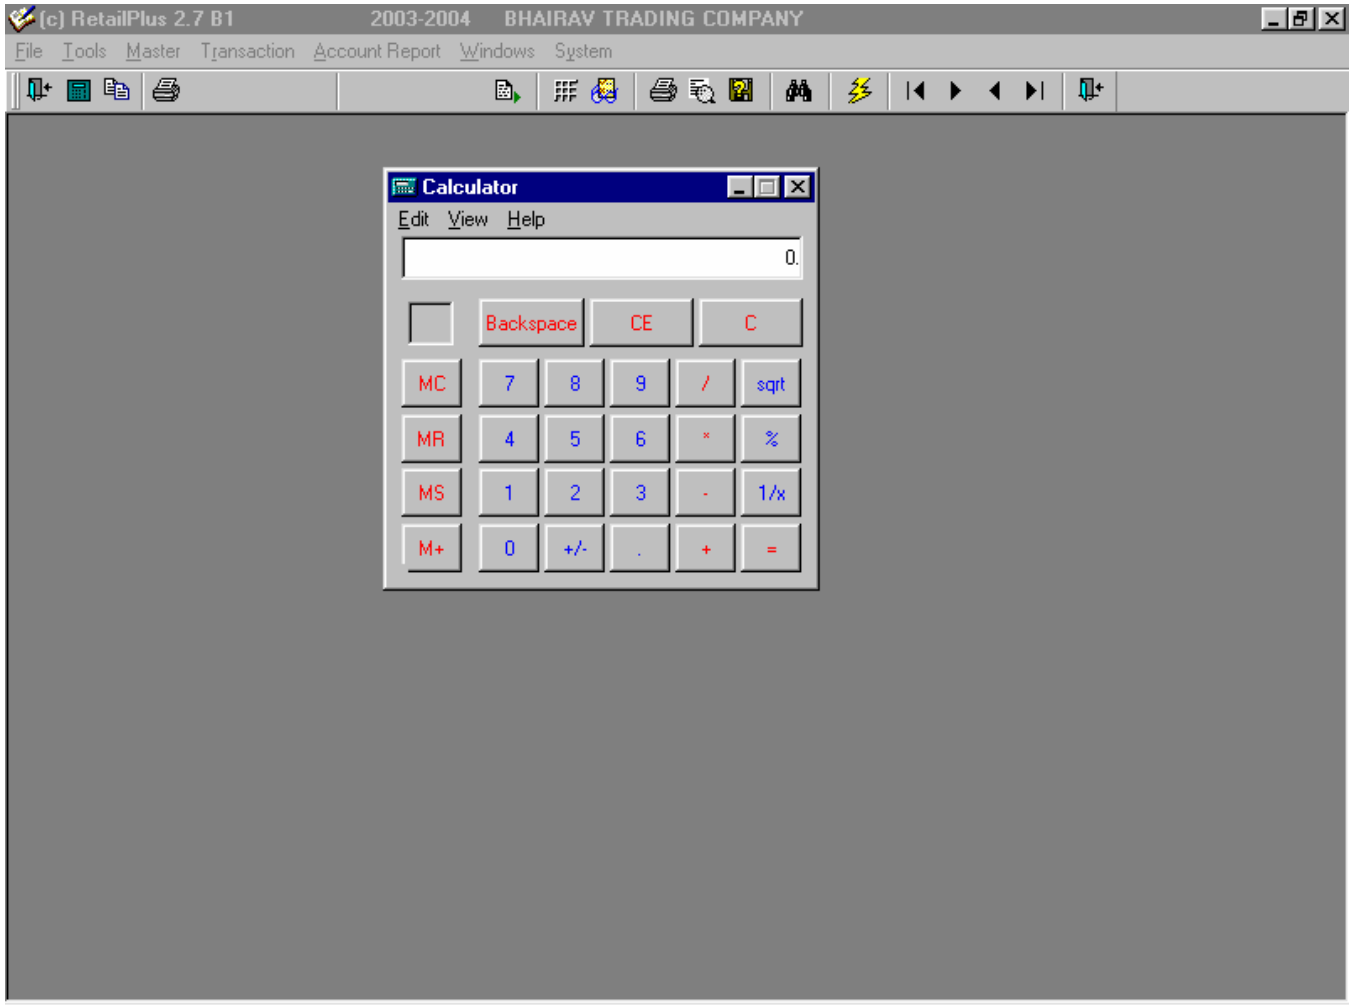 (c) RetailPlus 2.7 B1 2003-2004 BHAIRAV TRADING COMPANY
File Tools Master Transaction Account Report Windows System
Calculator
Edit View Help
0.
Backspace CE C
MC 7 8 9 / sqrt
MR 4 5 6 * %
MS 1 2 3 - 1/x
M+ 0 +/- . + =